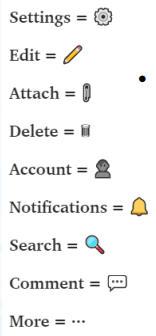 Settings = ⚙️
Edit = ✏️
Attach = 📎
Delete = 🗑️
Account = 👤
Notifications = 🔔
Search = 🔍
Comment = 💬
More = ···